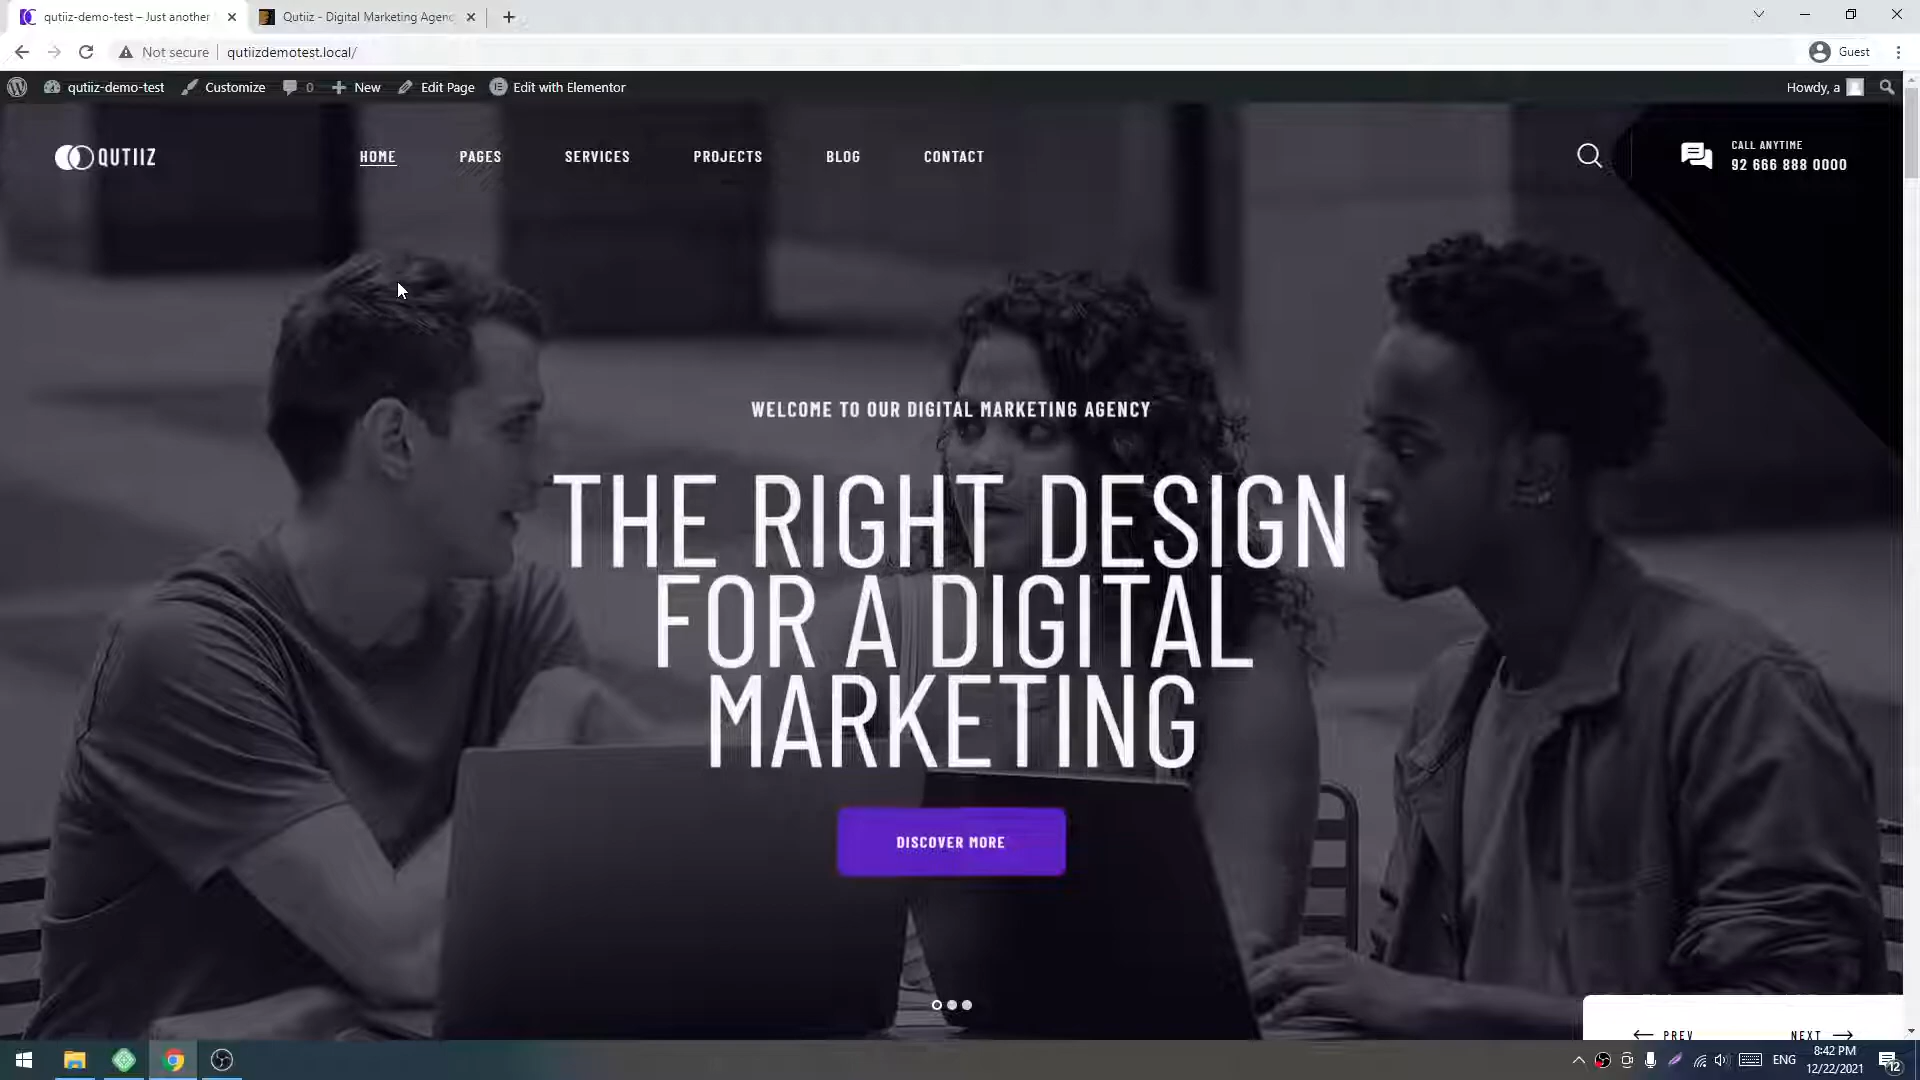 qutiiz-demo-test – Just another
Qutiiz - Digital Marketing Agenc
Not secure
qutiizdemotest.local/
Guest
qutiiz-demo-test
Customize
0
New
Edit Page
Edit with Elementor
Howdy, a
QUTIIZ
HOME
PAGES
SERVICES
PROJECTS
BLOG
CONTACT
CALL ANYTIME
92 666 888 0000
WELCOME TO OUR DIGITAL MARKETING AGENCY
THE RIGHT DESIGN
FOR A DIGITAL
MARKETING
DISCOVER MORE
PREV
NEXT
ENG
8:42 PM
12/22/2021
12